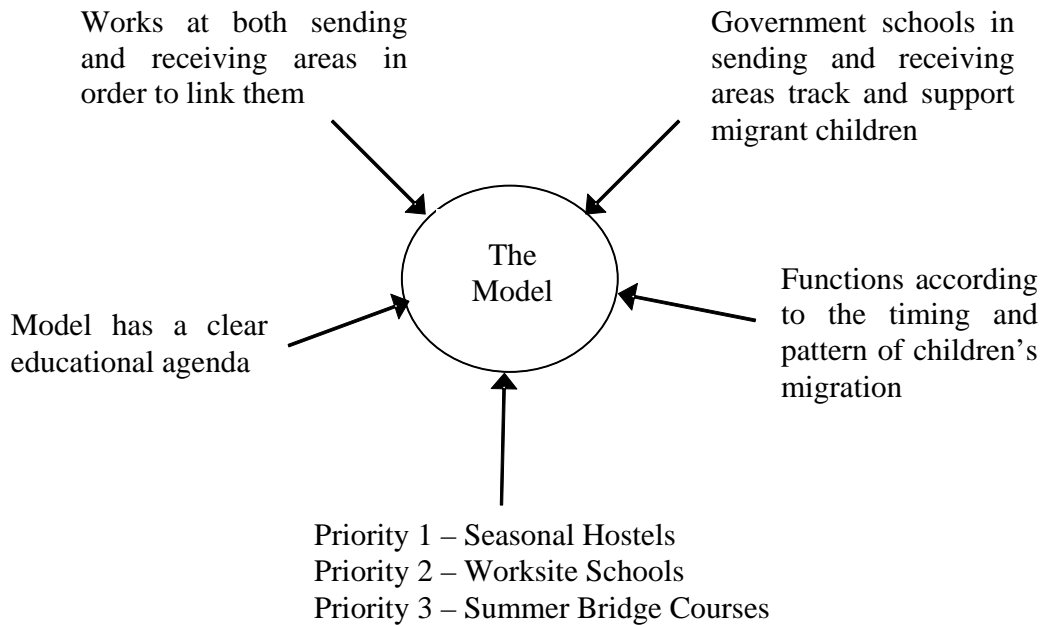 Works at both sending
and receiving areas in
order to link them
Government schools in
sending and receiving
areas track and support
migrant children
The
Model
Functions according
to the timing and
pattern of children’s
migration
Model has a clear
educational agenda
Priority 1 – Seasonal Hostels
Priority 2 – Worksite Schools
Priority 3 – Summer Bridge Courses